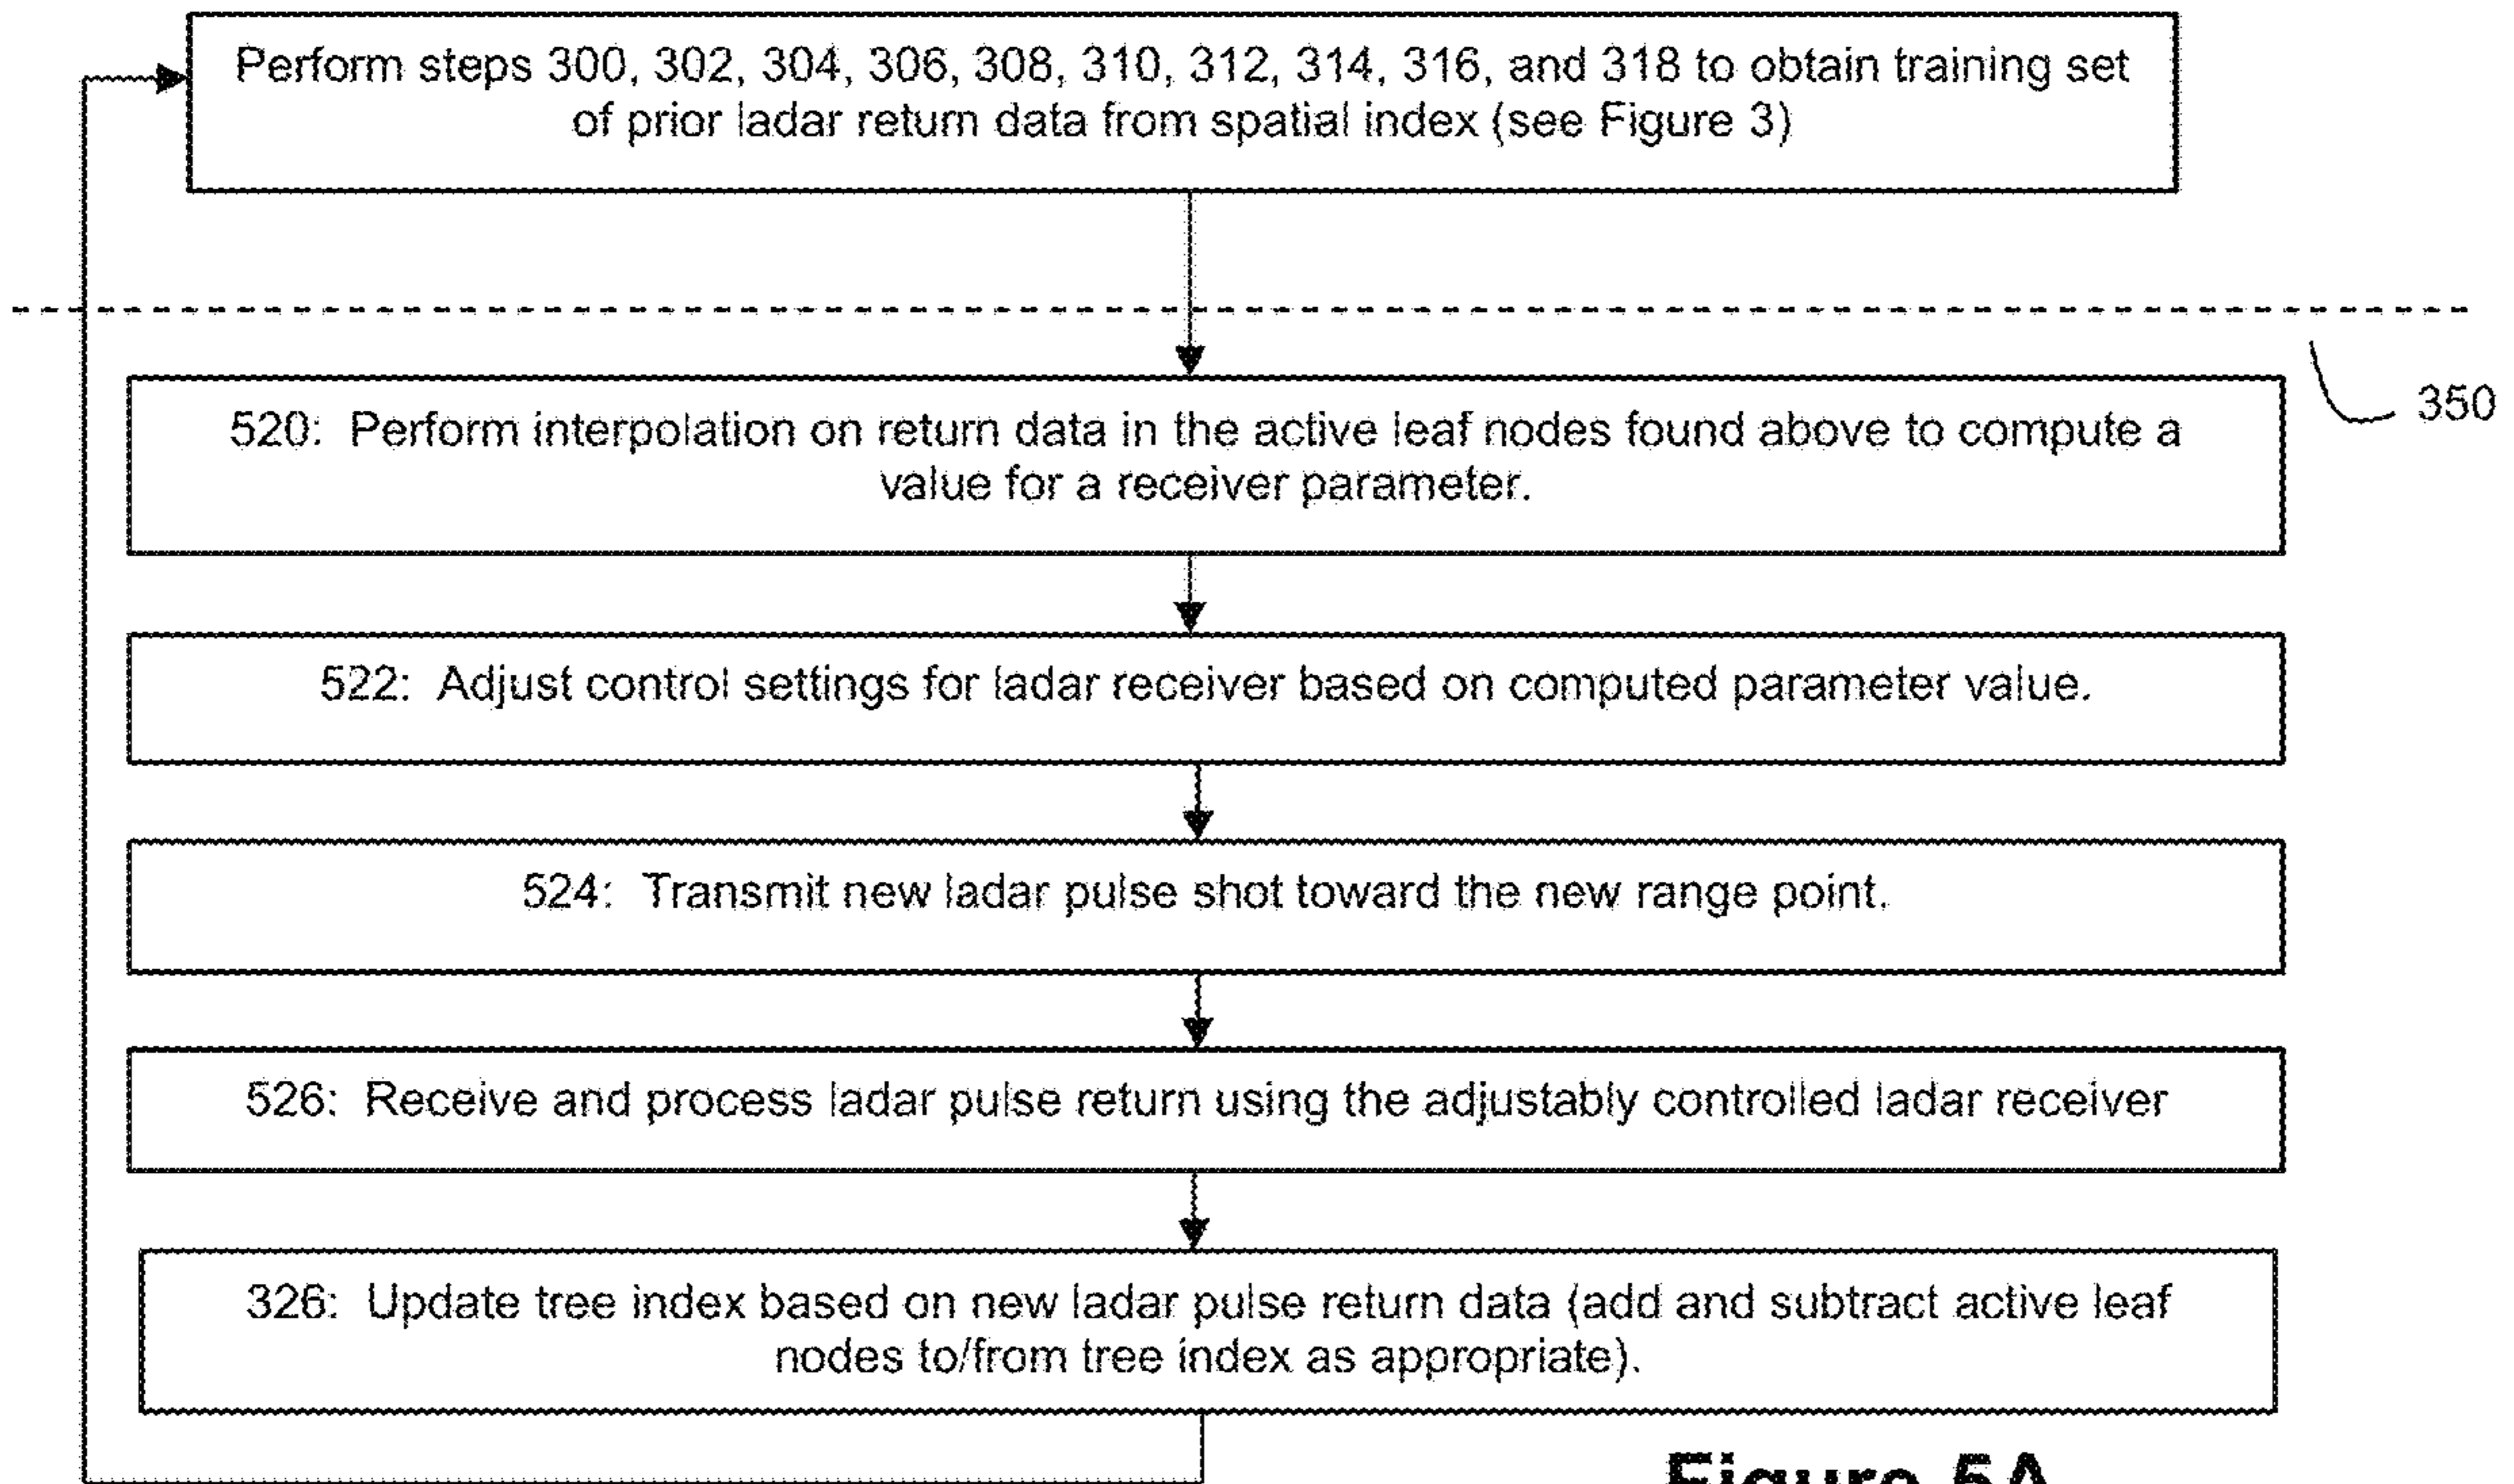 Perform steps 300, 302, 304, 306, 308, 310, 312, 314, 316, and 318 to obtain training set
of prior ladar return data from spatial index (see Figure 3)
350
520: Perform interpolation on return data in the active leaf nodes found above to compute a
value for a receiver parameter.
522: Adjust control settings for ladar receiver based on computed parameter value.
524: Transmit new ladar pulse shot toward the new range point.
526: Receive and process ladar pulse return using the adjustably controlled ladar receiver
326: Update tree index based on new ladar pulse return data (add and subtract active leaf
nodes to/from tree index as appropriate).
Figure 5A